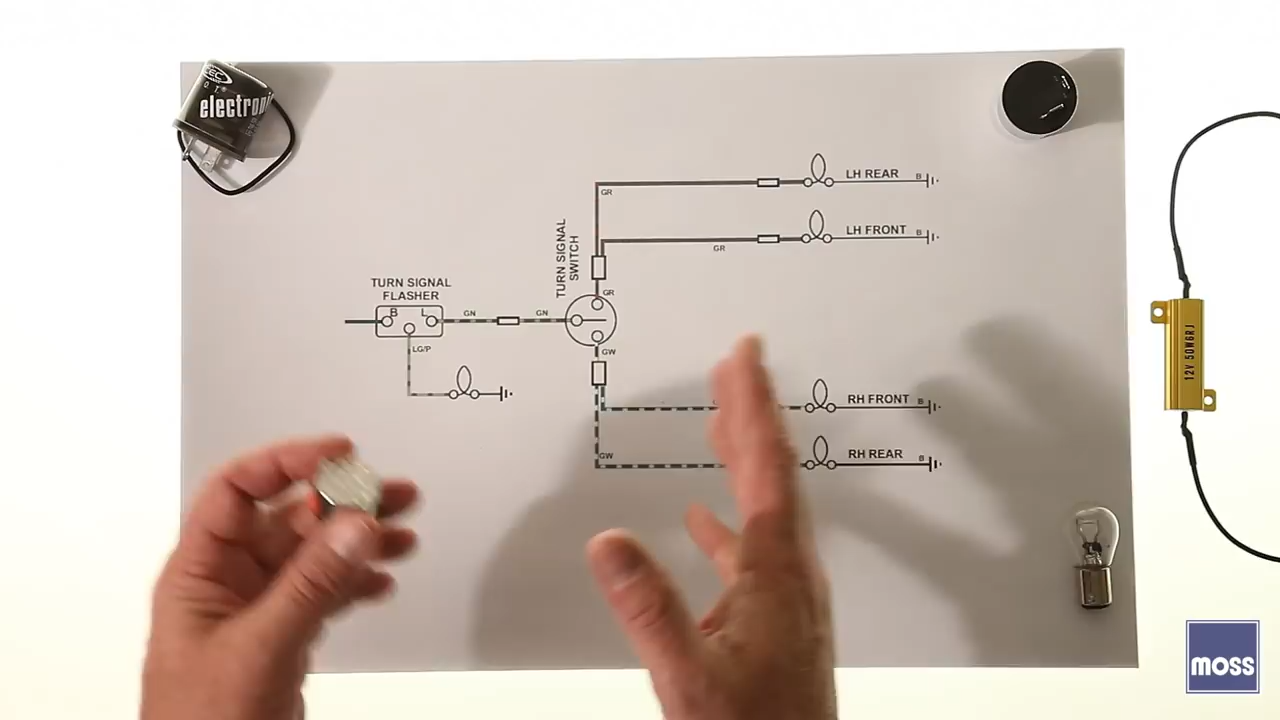 electron
LH REAR
B
GR
LH FRONT
B
GR
TURN SIGNAL
SWITCH
GR
TURN SIGNAL
FLASHER
B
L
GN
GN
LG/P
GW
RH FRONT
B
GW
RH REAR
B
12V 50W6RJ
moss